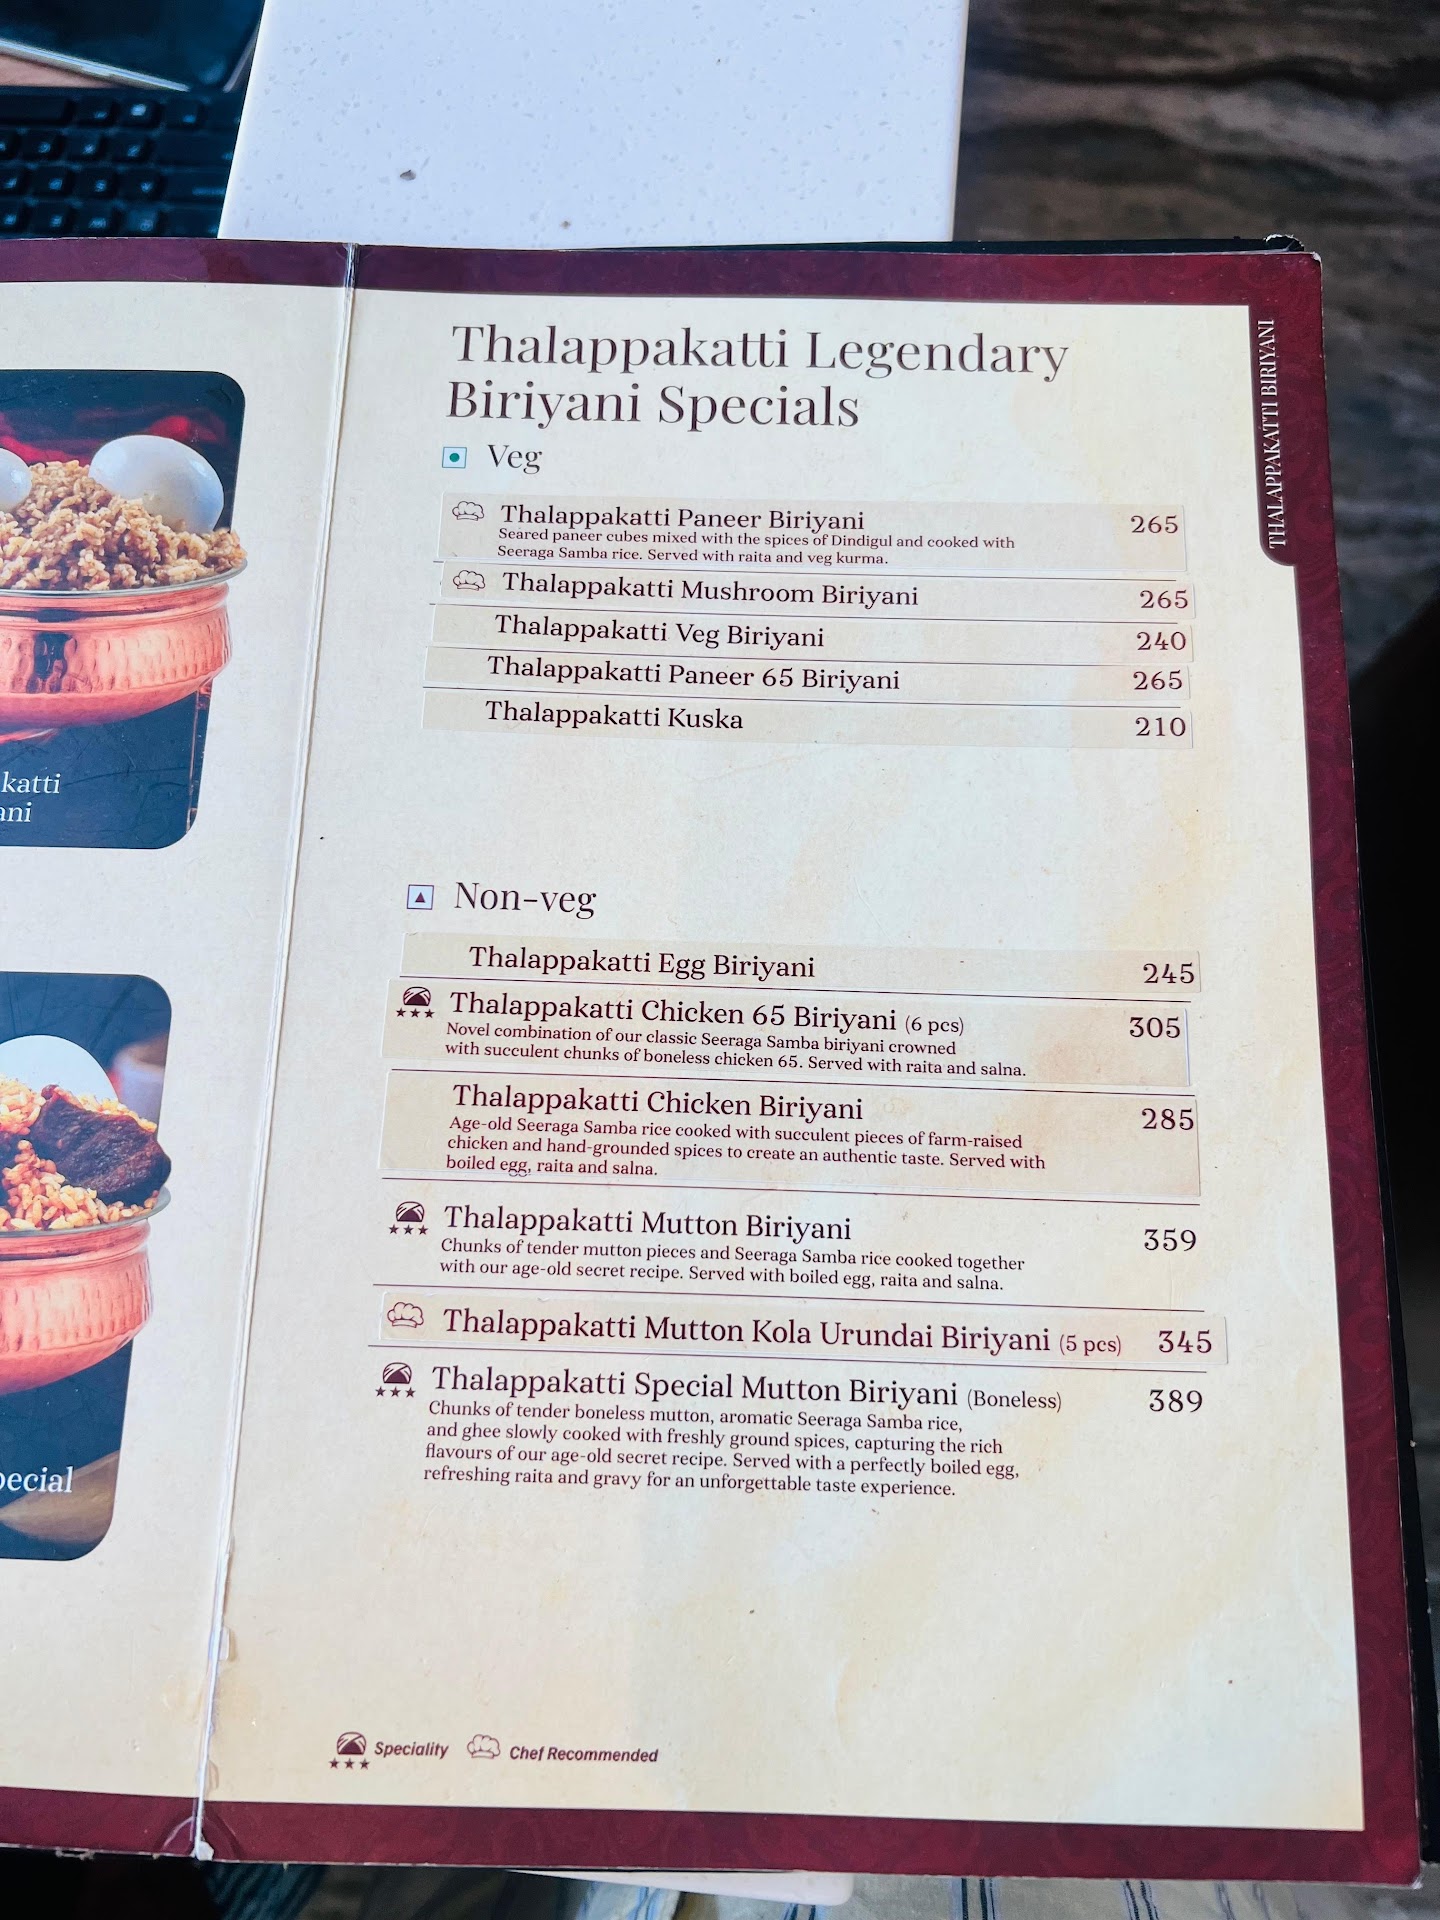 Thalappakatti Legendary
Biriyani Specials
Veg
Thalappakatti Paneer Biriyani 265
Seared paneer cubes mixed with the spices of Dindigul and cooked with
Seeraga Samba rice. Served with raita and veg kurma.
Thalappakatti Mushroom Biriyani 265
Thalappakatti Veg Biriyani 240
Thalappakatti Paneer 65 Biriyani 265
Thalappakatti Kuska 210
Non-veg
Thalappakatti Egg Biriyani 245
Thalappakatti Chicken 65 Biriyani (6 pcs) 305
Novel combination of our classic Seeraga Samba biriyani crowned
with succulent chunks of boneless chicken 65. Served with raita and salna.
Thalappakatti Chicken Biriyani 285
Age-old Seeraga Samba rice cooked with succulent pieces of farm-raised
chicken and hand-grounded spices to create an authentic taste. Served with
boiled egg, raita and salna.
Thalappakatti Mutton Biriyani 359
Chunks of tender mutton pieces and Seeraga Samba rice cooked together
with our age-old secret recipe. Served with boiled egg, raita and salna.
Thalappakatti Mutton Kola Urundai Biriyani (5 pcs) 345
Thalappakatti Special Mutton Biriyani (Boneless) 389
Chunks of tender boneless mutton, aromatic Seeraga Samba rice,
and ghee slowly cooked with freshly ground spices, capturing the rich
flavours of our age-old secret recipe. Served with a perfectly boiled egg,
refreshing raita and gravy for an unforgettable taste experience.
Speciality Chef Recommended
THALAPPAKATTI BIRIYANI
katti
ani
pecial